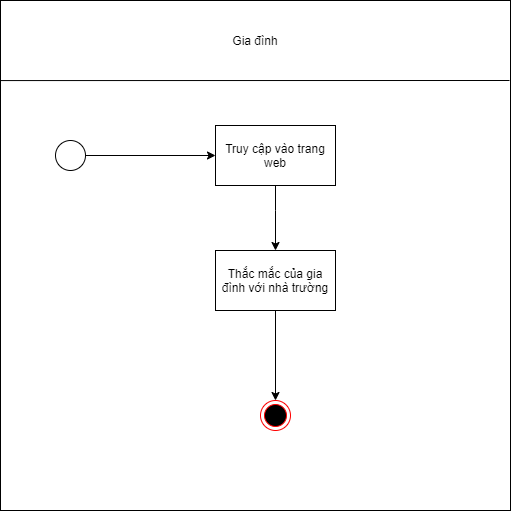 Gia đình
Truy cập vào trang
web
Thắc mắc của gia
đình với nhà trường